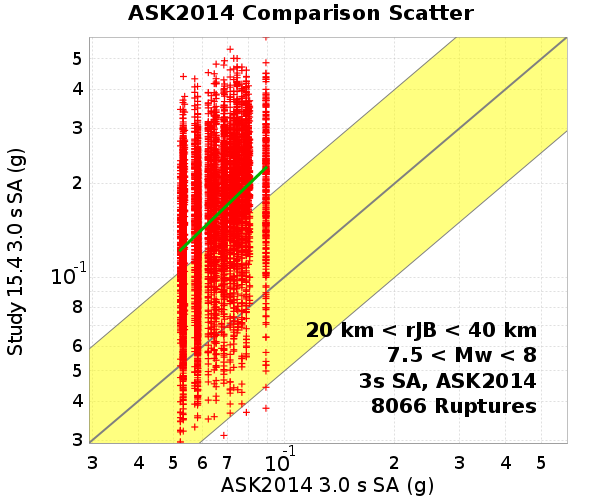 ASK2014 Comparison Scatter
Study 15.4 3.0 s SA (g)
5
4
3
2
10-1
8
6
5
4
3
20 km < rJB < 40 km
7.5 < Mw < 8
3s SA, ASK2014
8066 Ruptures
3 4 5 6 7 10-1 2 3 4 5
ASK2014 3.0 s SA (g)